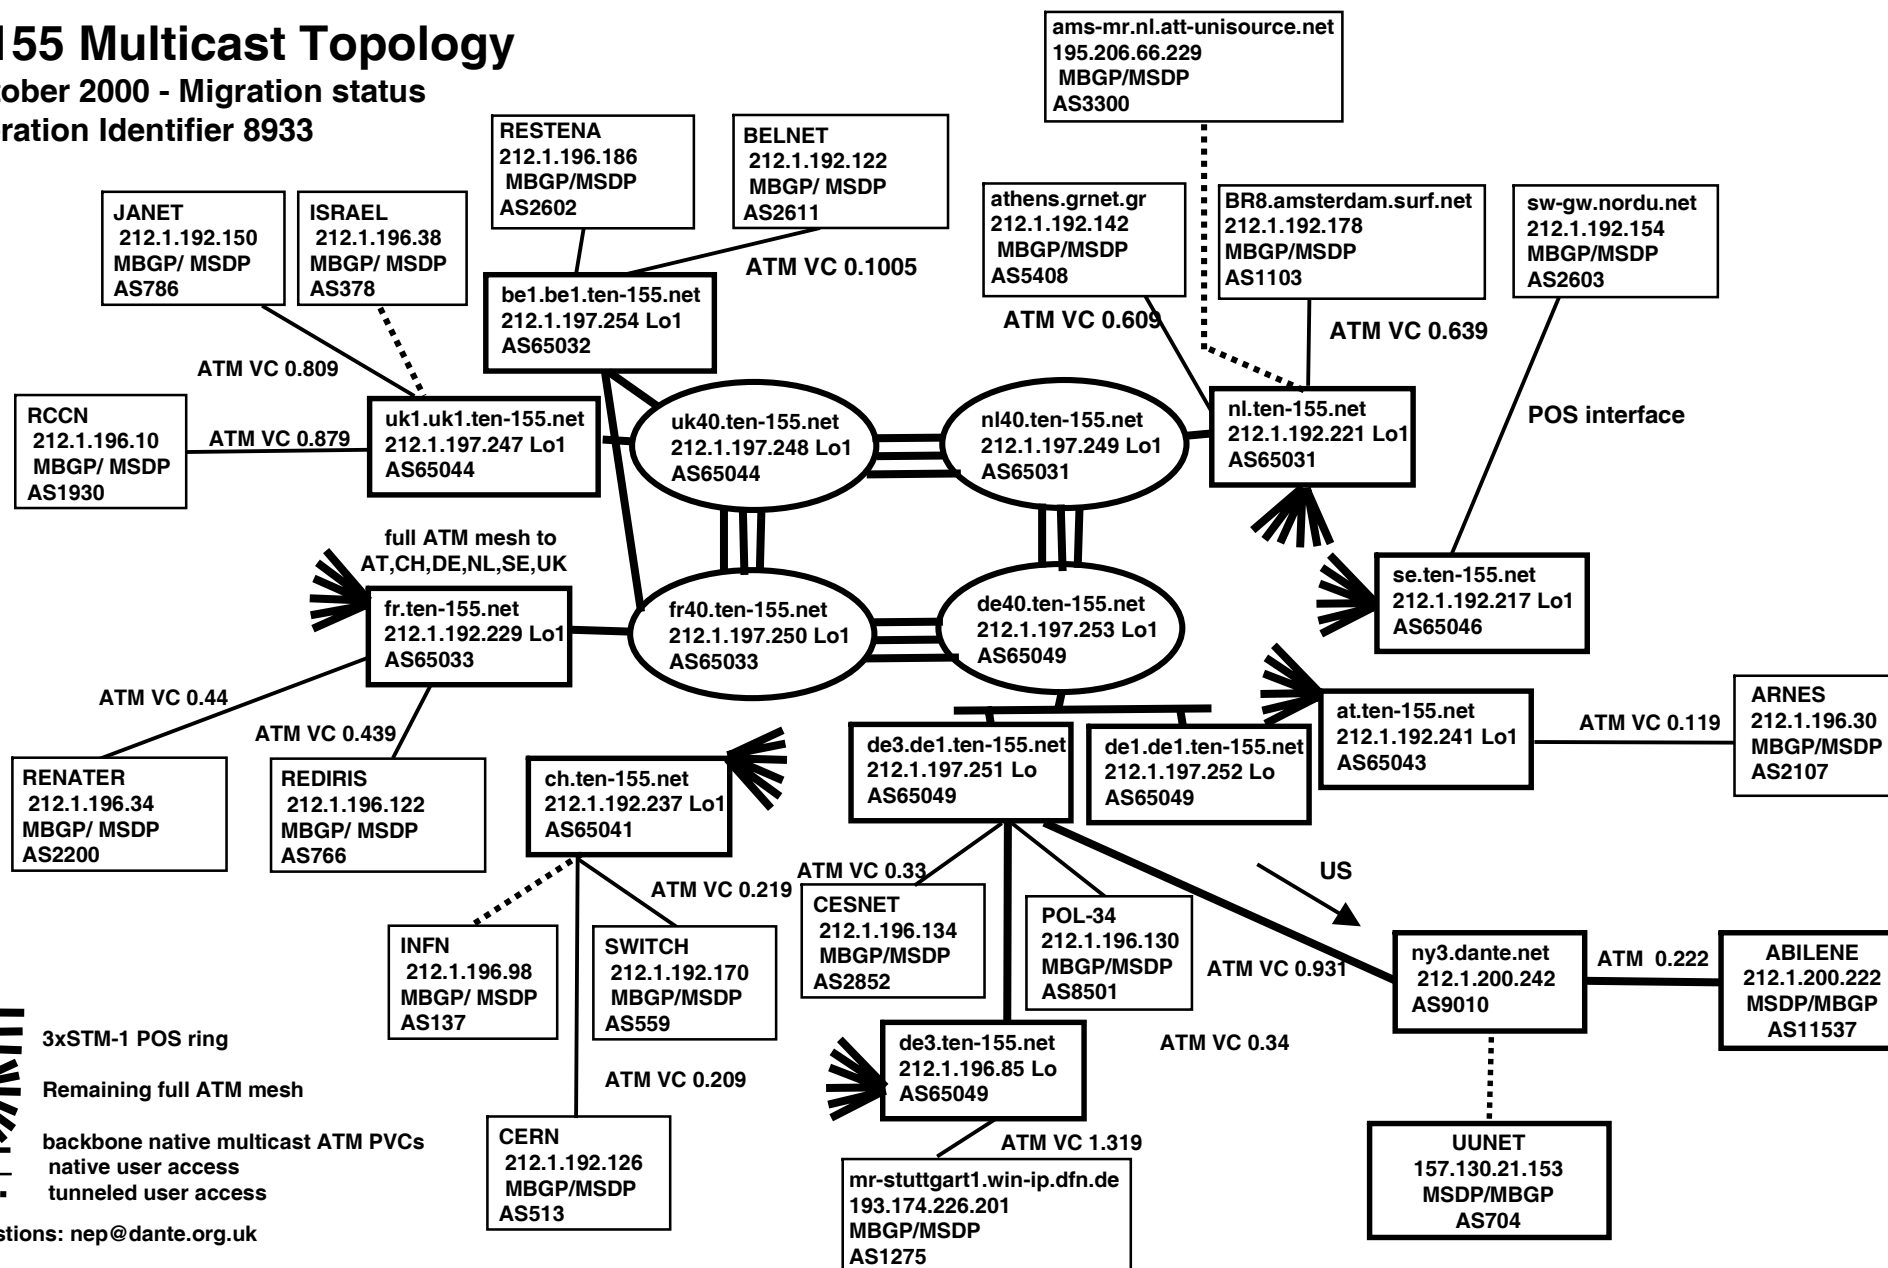 155 Multicast Topology
tober 2000 - Migration status
ration Identifier 8933
ams-mr.nl.att-unisource.net
195.206.66.229
MBGP/MSDP
AS3300
RESTENA
212.1.196.186
MBGP/MSDP
AS2602
BELNET
212.1.192.122
MBGP/ MSDP
AS2611
JANET
212.1.192.150
MBGP/ MSDP
AS786
ISRAEL
212.1.196.38
MBGP/ MSDP
AS378
athens.grnet.gr
212.1.192.142
MBGP/MSDP
AS5408
BR8.amsterdam.surf.net
212.1.192.178
MBGP/MSDP
AS1103
sw-gw.nordu.net
212.1.192.154
MBGP/MSDP
AS2603
ATM VC 0.1005
be1.be1.ten-155.net
212.1.197.254 Lo1
AS65032
ATM VC 0.609
ATM VC 0.639
ATM VC 0.809
POS interface
RCCN
212.1.196.10
MBGP/ MSDP
AS1930
ATM VC 0.879
uk1.uk1.ten-155.net
212.1.197.247 Lo1
AS65044
uk40.ten-155.net
212.1.197.248 Lo1
AS65044
nl40.ten-155.net
212.1.197.249 Lo1
AS65031
nl.ten-155.net
212.1.192.221 Lo1
AS65031
full ATM mesh to
AT,CH,DE,NL,SE,UK
fr.ten-155.net
212.1.192.229 Lo1
AS65033
fr40.ten-155.net
212.1.197.250 Lo1
AS65033
de40.ten-155.net
212.1.197.253 Lo1
AS65049
se.ten-155.net
212.1.192.217 Lo1
AS65046
ATM VC 0.44
ATM VC 0.439
RENATER
212.1.196.34
MBGP/ MSDP
AS2200
REDIRIS
212.1.196.122
MBGP/ MSDP
AS766
ch.ten-155.net
212.1.192.237 Lo1
AS65041
de3.de1.ten-155.net
212.1.197.251 Lo
AS65049
de1.de1.ten-155.net
212.1.197.252 Lo
AS65049
at.ten-155.net
212.1.192.241 Lo1
AS65043
ATM VC 0.119
ARNES
212.1.196.30
MBGP/MSDP
AS2107
ATM VC 0.219
ATM VC 0.33
US
INFN
212.1.196.98
MBGP/ MSDP
AS137
SWITCH
212.1.192.170
MBGP/MSDP
AS559
CESNET
212.1.196.134
MBGP/MSDP
AS2852
POL-34
212.1.196.130
MBGP/MSDP
AS8501
ATM VC 0.931
ny3.dante.net
212.1.200.242
AS9010
ATM 0.222
ABILENE
212.1.200.222
MSDP/MBGP
AS11537
3xSTM-1 POS ring
Remaining full ATM mesh
backbone native multicast ATM PVCs
native user access
tunneled user access
stions: nep@dante.org.uk
ATM VC 0.209
de3.ten-155.net
212.1.196.85 Lo
AS65049
ATM VC 0.34
CERN
212.1.192.126
MBGP/MSDP
AS513
ATM VC 1.319
mr-stuttgart1.win-ip.dfn.de
193.174.226.201
MBGP/MSDP
AS1275
UUNET
157.130.21.153
MSDP/MBGP
AS704